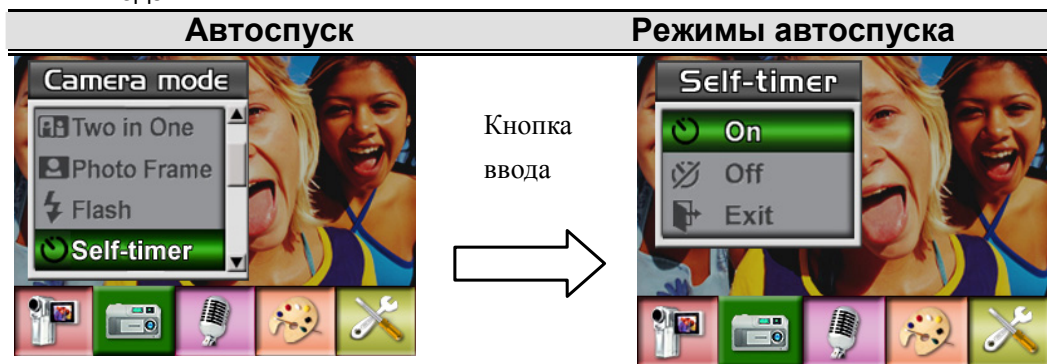 Автоспуск
Режимы автоспуска
Camera mode
Two in One
Photo Frame
Flash
Self-timer
Кнопка
ввода
Self-timer
On
Off
Exit